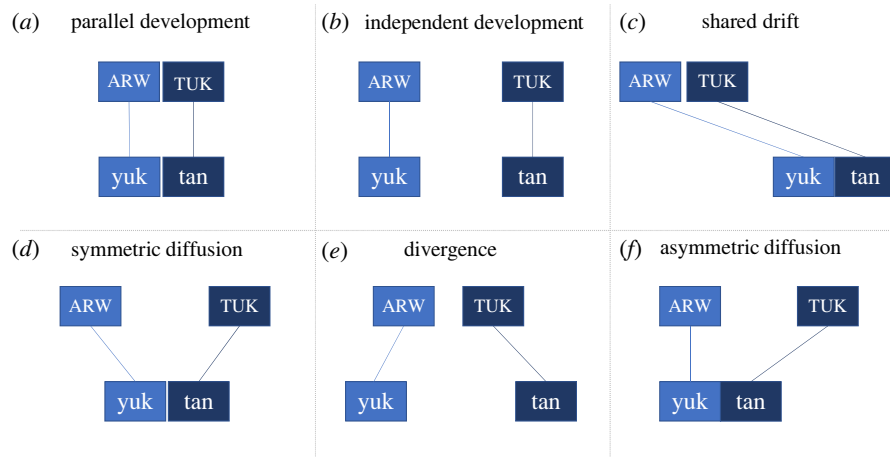 (a) parallel development
ARW TUK
yuk tan
(b) independent development
ARW TUK
yuk tan
(c) shared drift
ARW TUK
yuk tan
(d) symmetric diffusion
ARW TUK
yuk tan
(e) divergence
ARW TUK
yuk tan
(f) asymmetric diffusion
ARW TUK
yuk tan